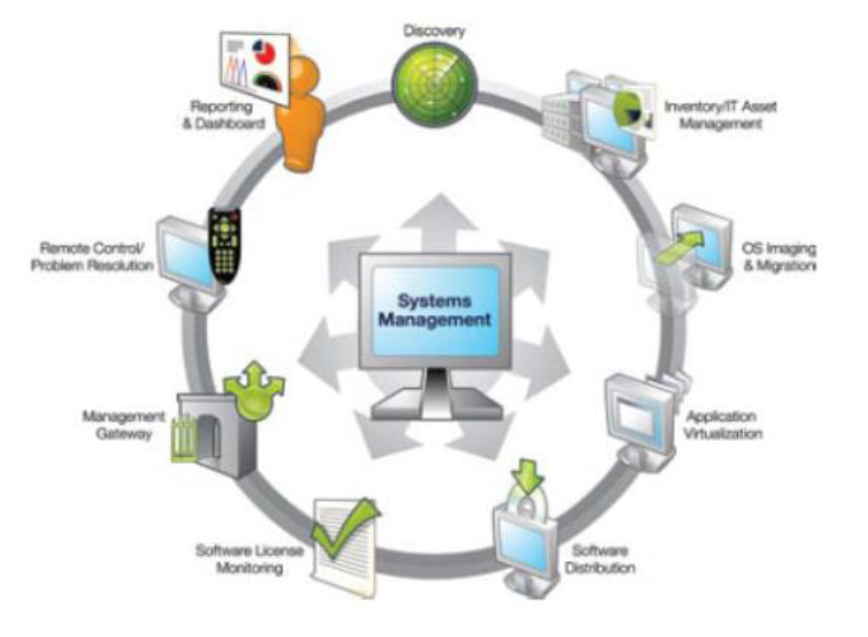 Discovery
Inventory/IT Asset
Management
OS Imaging
& Migration
Application
Virtualization
Software
Distribution
Software License
Monitoring
Management
Gateway
Remote Control/
Problem Resolution
Reporting
& Dashboard
Systems
Management